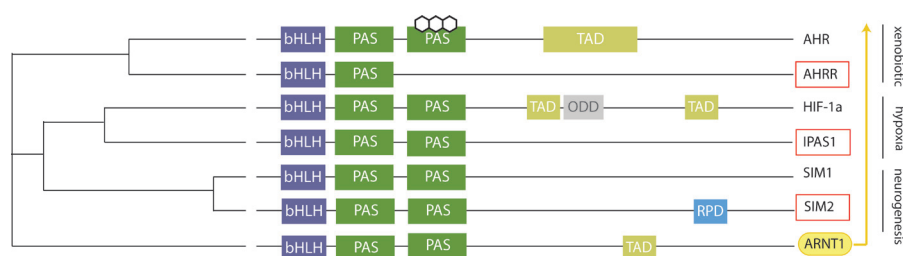 bHLH PAS PAS TAD AHR
bHLH PAS AHRR
bHLH PAS PAS TAD ODD TAD HIF-1a
bHLH PAS PAS IPAS1
bHLH PAS PAS SIM1
bHLH PAS PAS RPD SIM2
bHLH PAS PAS TAD ARNT1
xenobiotic
hypoxia
neurogenesis